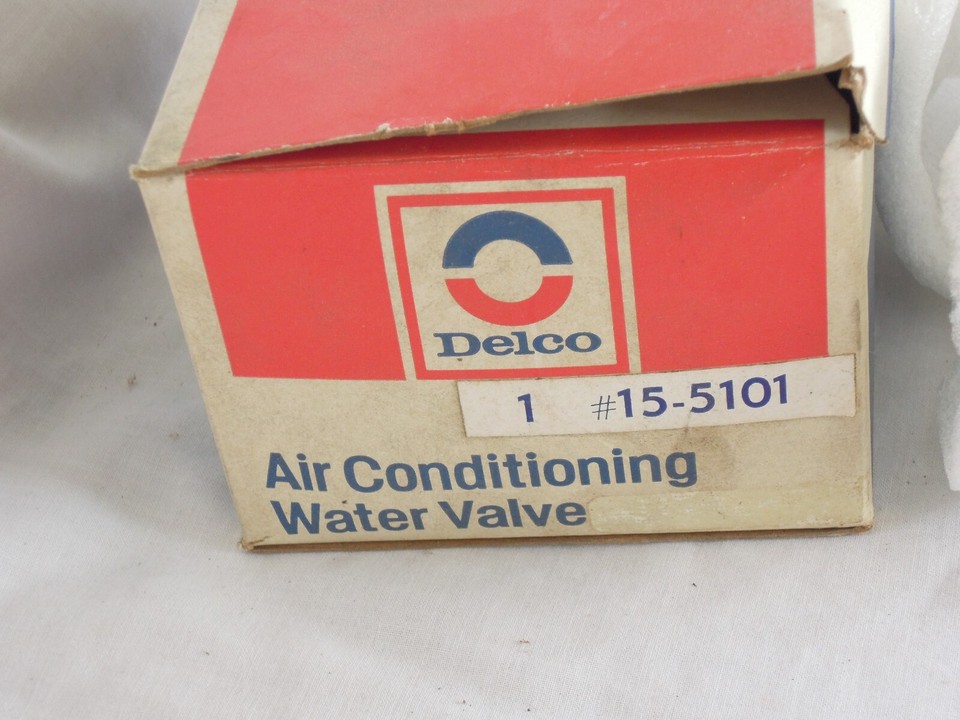 Delco
1 #15-5101
Air Conditioning
Water Valve